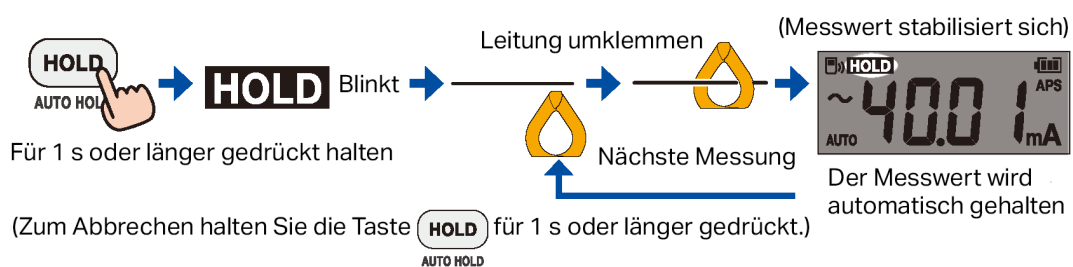 (Messwert stabilisiert sich)
Leitung umklemmen
HOLD
AUTO HOL
HOLD Blinkt
HOLD
APS
~ 40.01 mA
AUTO
Für 1 s oder länger gedrückt halten
Nächste Messung
Der Messwert wird
automatisch gehalten
(Zum Abbrechen halten Sie die Taste HOLD für 1 s oder länger gedrückt.)
AUTO HOLD